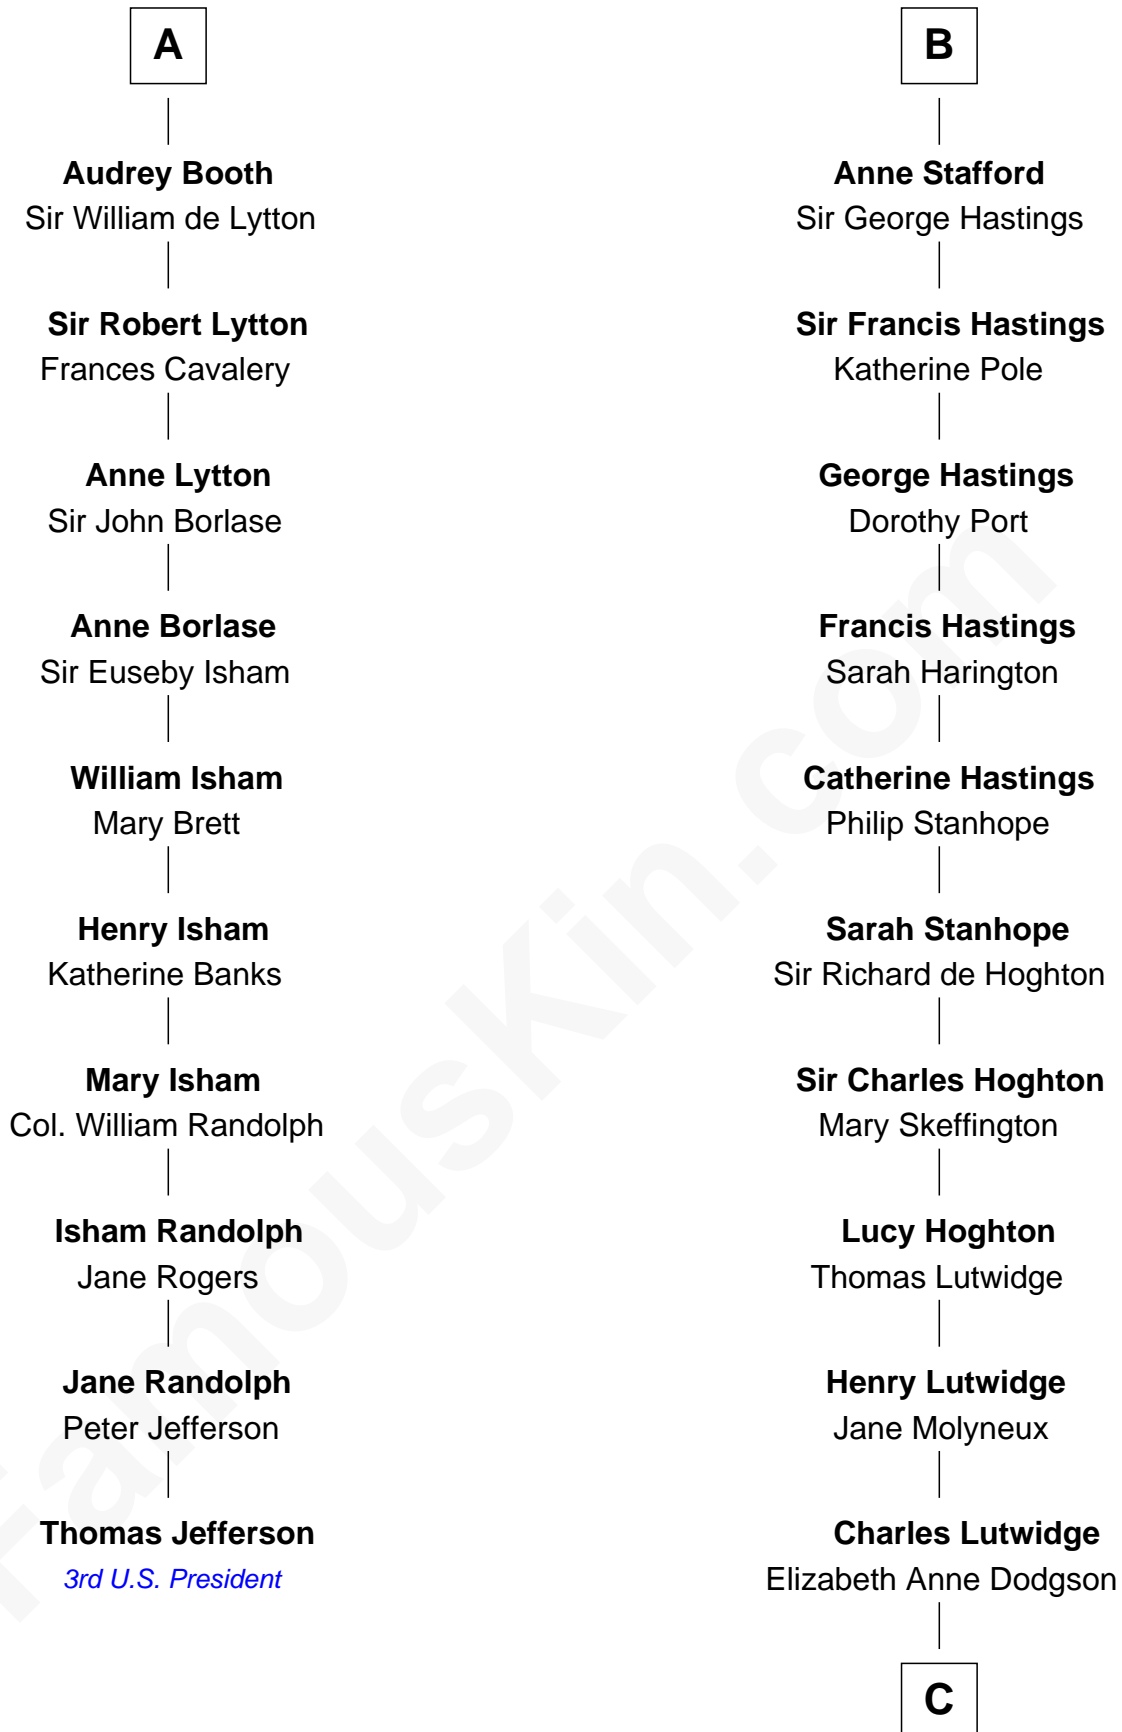 A
Audrey Booth
Sir William de Lytton
Sir Robert Lytton
Frances Cavalery
Anne Lytton
Sir John Borlase
Anne Borlase
Sir Euseby Isham
William Isham
Mary Brett
Henry Isham
Katherine Banks
Mary Isham
Col. William Randolph
Isham Randolph
Jane Rogers
Jane Randolph
Peter Jefferson
Thomas Jefferson
3rd U.S. President
B
Anne Stafford
Sir George Hastings
Sir Francis Hastings
Katherine Pole
George Hastings
Dorothy Port
Francis Hastings
Sarah Harington
Catherine Hastings
Philip Stanhope
Sarah Stanhope
Sir Richard de Hoghton
Sir Charles Hoghton
Mary Skeffington
Lucy Hoghton
Thomas Lutwidge
Henry Lutwidge
Jane Molyneux
Charles Lutwidge
Elizabeth Anne Dodgson
C
FamousKin.com